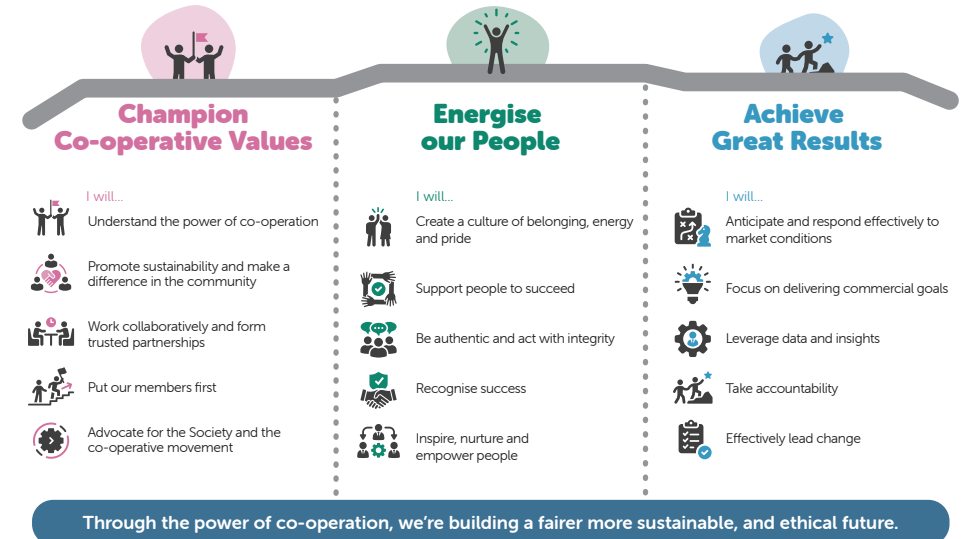 Champion
Co-operative Values
I will...
Understand the power of co-operation
Promote sustainability and make a
difference in the community
Work collaboratively and form
trusted partnerships
Put our members first
Advocate for the Society and the
co-operative movement
Energise
our People
I will...
Create a culture of belonging, energy
and pride
Support people to succeed
Be authentic and act with integrity
Recognise success
Inspire, nurture and
empower people
Achieve
Great Results
I will...
Anticipate and respond effectively to
market conditions
Focus on delivering commercial goals
Leverage data and insights
Take accountability
Effectively lead change
Through the power of co-operation, we’re building a fairer more sustainable, and ethical future.